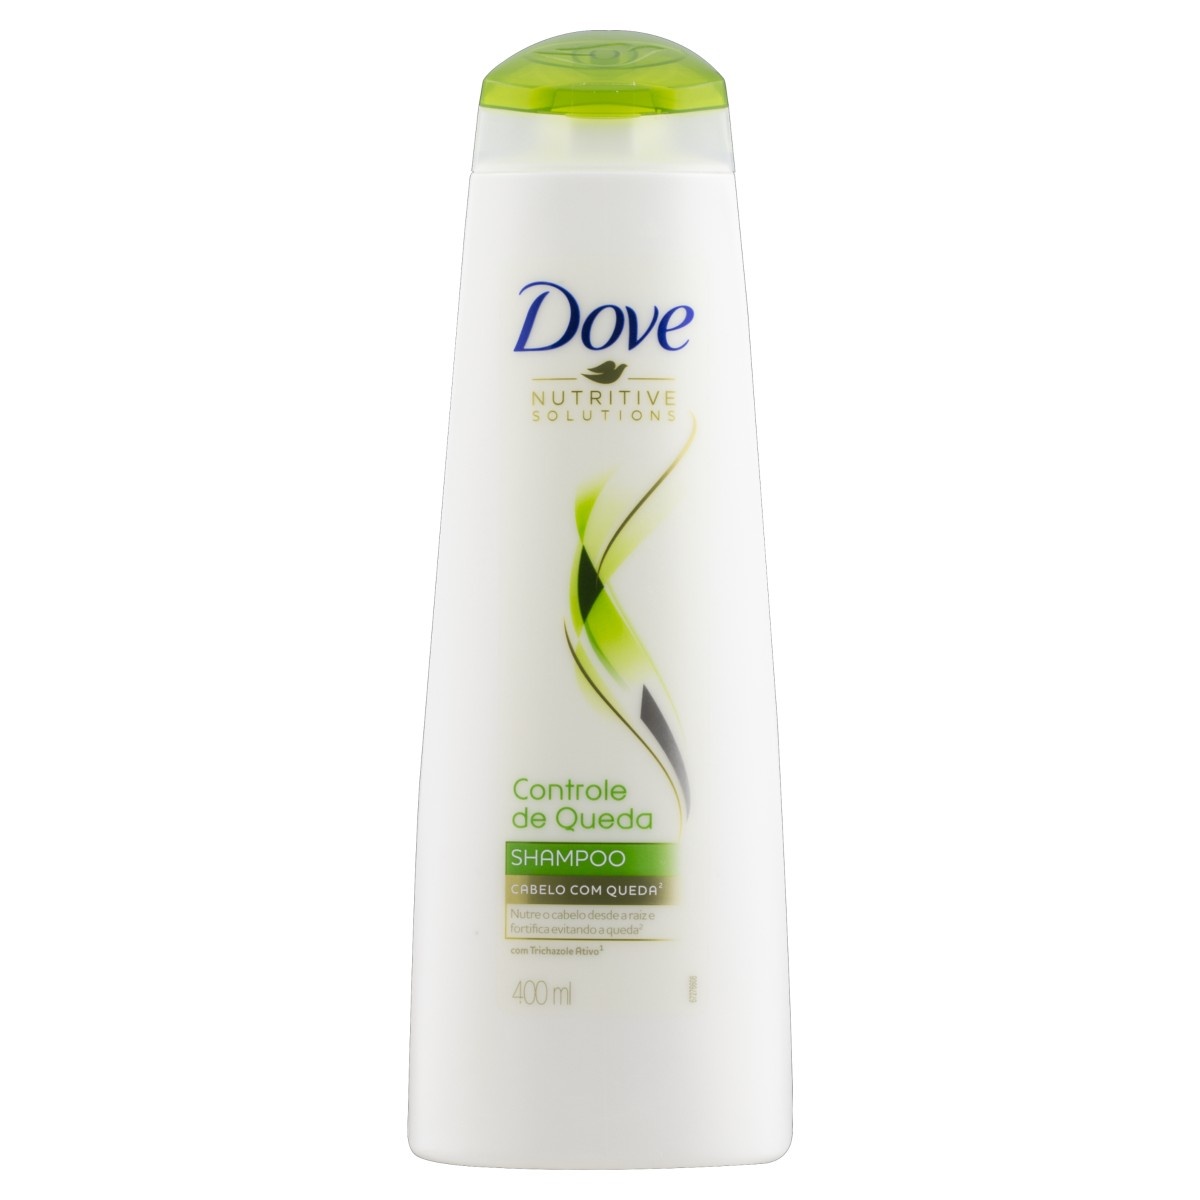 Dove
NUTRITIVE
SOLUTIONS
Controle
de Queda
SHAMPOO
CABELO COM QUEDA²
Nutre o cabelo desde a raiz e
fortifica evitando a queda²
com Trichazole Ativo¹
400 ml